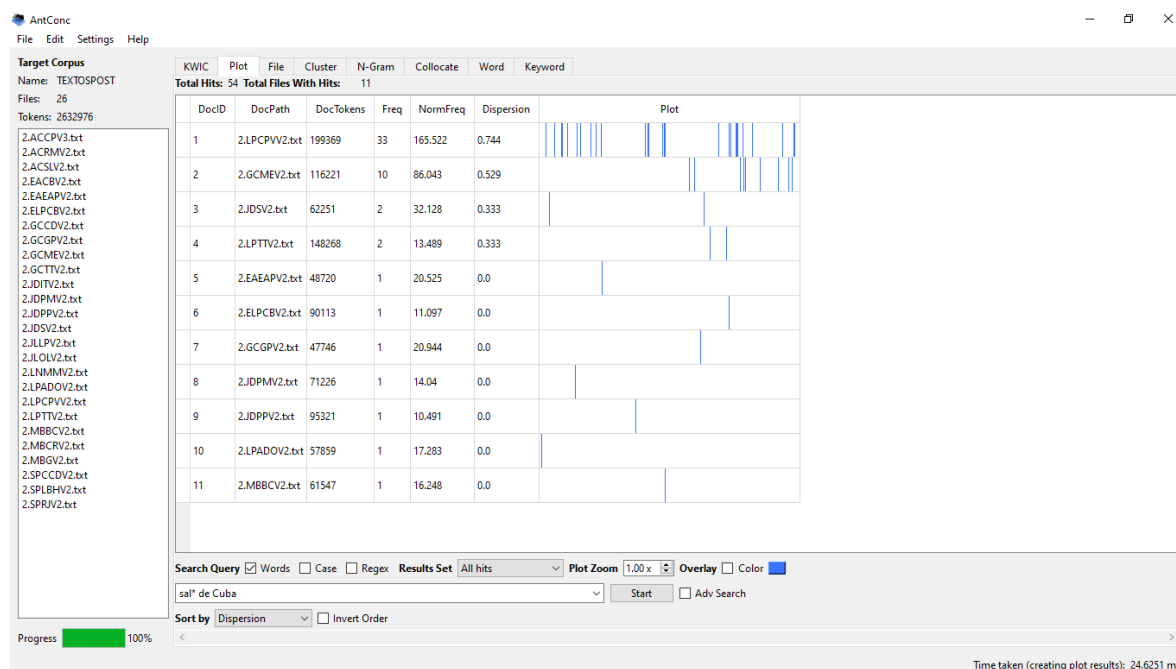 AntConc
File Edit Settings Help
Target Corpus
Name: TEXTOSPOST
Files: 26
Tokens: 2632976
2.ACCPV3.txt
2.ACRMV2.txt
2.ACSLV2.txt
2.EACBV2.txt
2.EAEAPV2.txt
2.ELPCBV2.txt
2.GCCDV2.txt
2.GCGPV2.txt
2.GCMEV2.txt
2.GCTTV2.txt
2.JDITV2.txt
2.JDPMV2.txt
2.JDPPV2.txt
2.JDSV2.txt
2.JLLPV2.txt
2.JLOLV2.txt
2.LNMMV2.txt
2.LPADOV2.txt
2.LPCPVV2.txt
2.LPTTV2.txt
2.MBBCV2.txt
2.MBCRV2.txt
2.MBGV2.txt
2.SPCCDV2.txt
2.SPLBHV2.txt
2.SPRJV2.txt
Progress 100%
KWIC Plot File Cluster N-Gram Collocate Word Keyword
Total Hits: 54 Total Files With Hits: 11
DocID DocPath DocTokens Freq NormFreq Dispersion Plot
1 2.LPCPVV2.txt 199369 33 165.522 0.744
2 2.GCMEV2.txt 116221 10 86.043 0.529
3 2.JDSV2.txt 62251 2 32.128 0.333
4 2.LPTTV2.txt 148268 2 13.489 0.333
5 2.EAEAPV2.txt 48720 1 20.525 0.0
6 2.ELPCBV2.txt 90113 1 11.097 0.0
7 2.GCGPV2.txt 47746 1 20.944 0.0
8 2.JDPMV2.txt 71226 1 14.04 0.0
9 2.JDPPV2.txt 95321 1 10.491 0.0
10 2.LPADOV2.txt 57859 1 17.283 0.0
11 2.MBBCV2.txt 61547 1 16.248 0.0
Search Query Words Case Regex Results Set All hits Plot Zoom 1.00 x Overlay Color
sal* de Cuba Start Adv Search
Sort by Dispersion Invert Order
Time taken (creating plot results): 24.6251 m